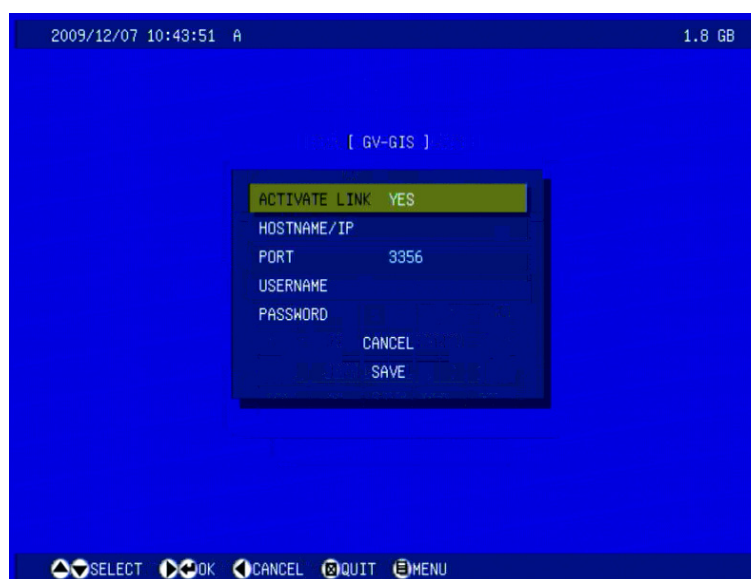 2009/12/07 10:43:51 A 1.8 GB
[ GV-GIS ]
ACTIVATE LINK YES
HOSTNAME/IP
PORT 3356
USERNAME
PASSWORD
CANCEL
SAVE
SELECT OK CANCEL QUIT MENU